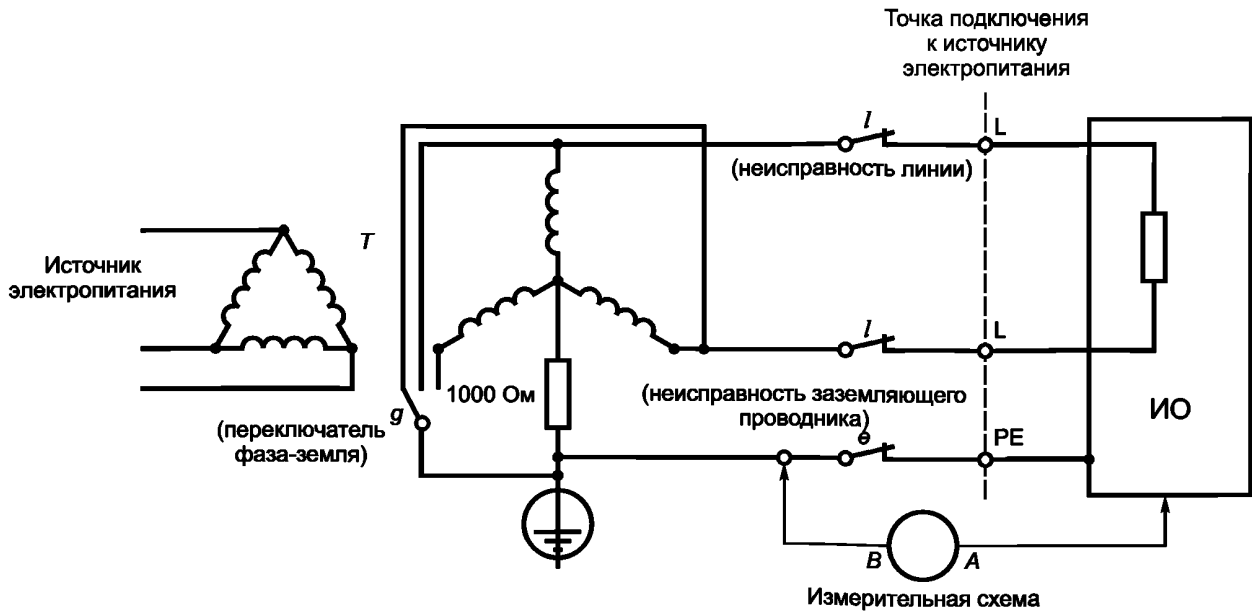 Точка подключения
к источнику
электропитания
l
L
(неисправность линии)
T
Источник
электропитания
l
L
1000 Ом
(неисправность заземляющего
проводника)
g
(переключатель
фаза-земля)
e
PE
ИО
B
A
Измерительная схема